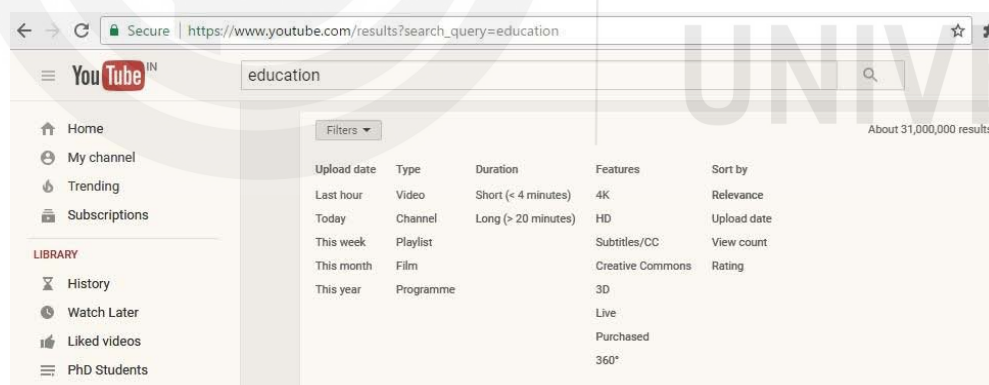 Secure | https://www.youtube.com/results?search_query=education
YouTube IN
education
Home
My channel
Trending
Subscriptions
LIBRARY
History
Watch Later
Liked videos
PhD Students
Filters
About 31,000,000 results
Upload date Type Duration Features Sort by
Last hour Video Short (< 4 minutes) 4K Relevance
Today Channel Long (> 20 minutes) HD Upload date
This week Playlist Subtitles/CC View count
This month Film Creative Commons Rating
This year Programme 3D
Live
Purchased
360°
UNIV